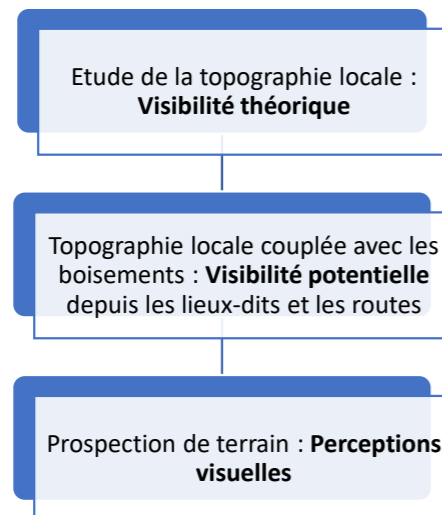 Etude de la topographie locale :
Visibilité théorique
Topographie locale couplée avec les
boisements : Visibilité potentielle
depuis les lieux-dits et les routes
Prospection de terrain : Perceptions
visuelles